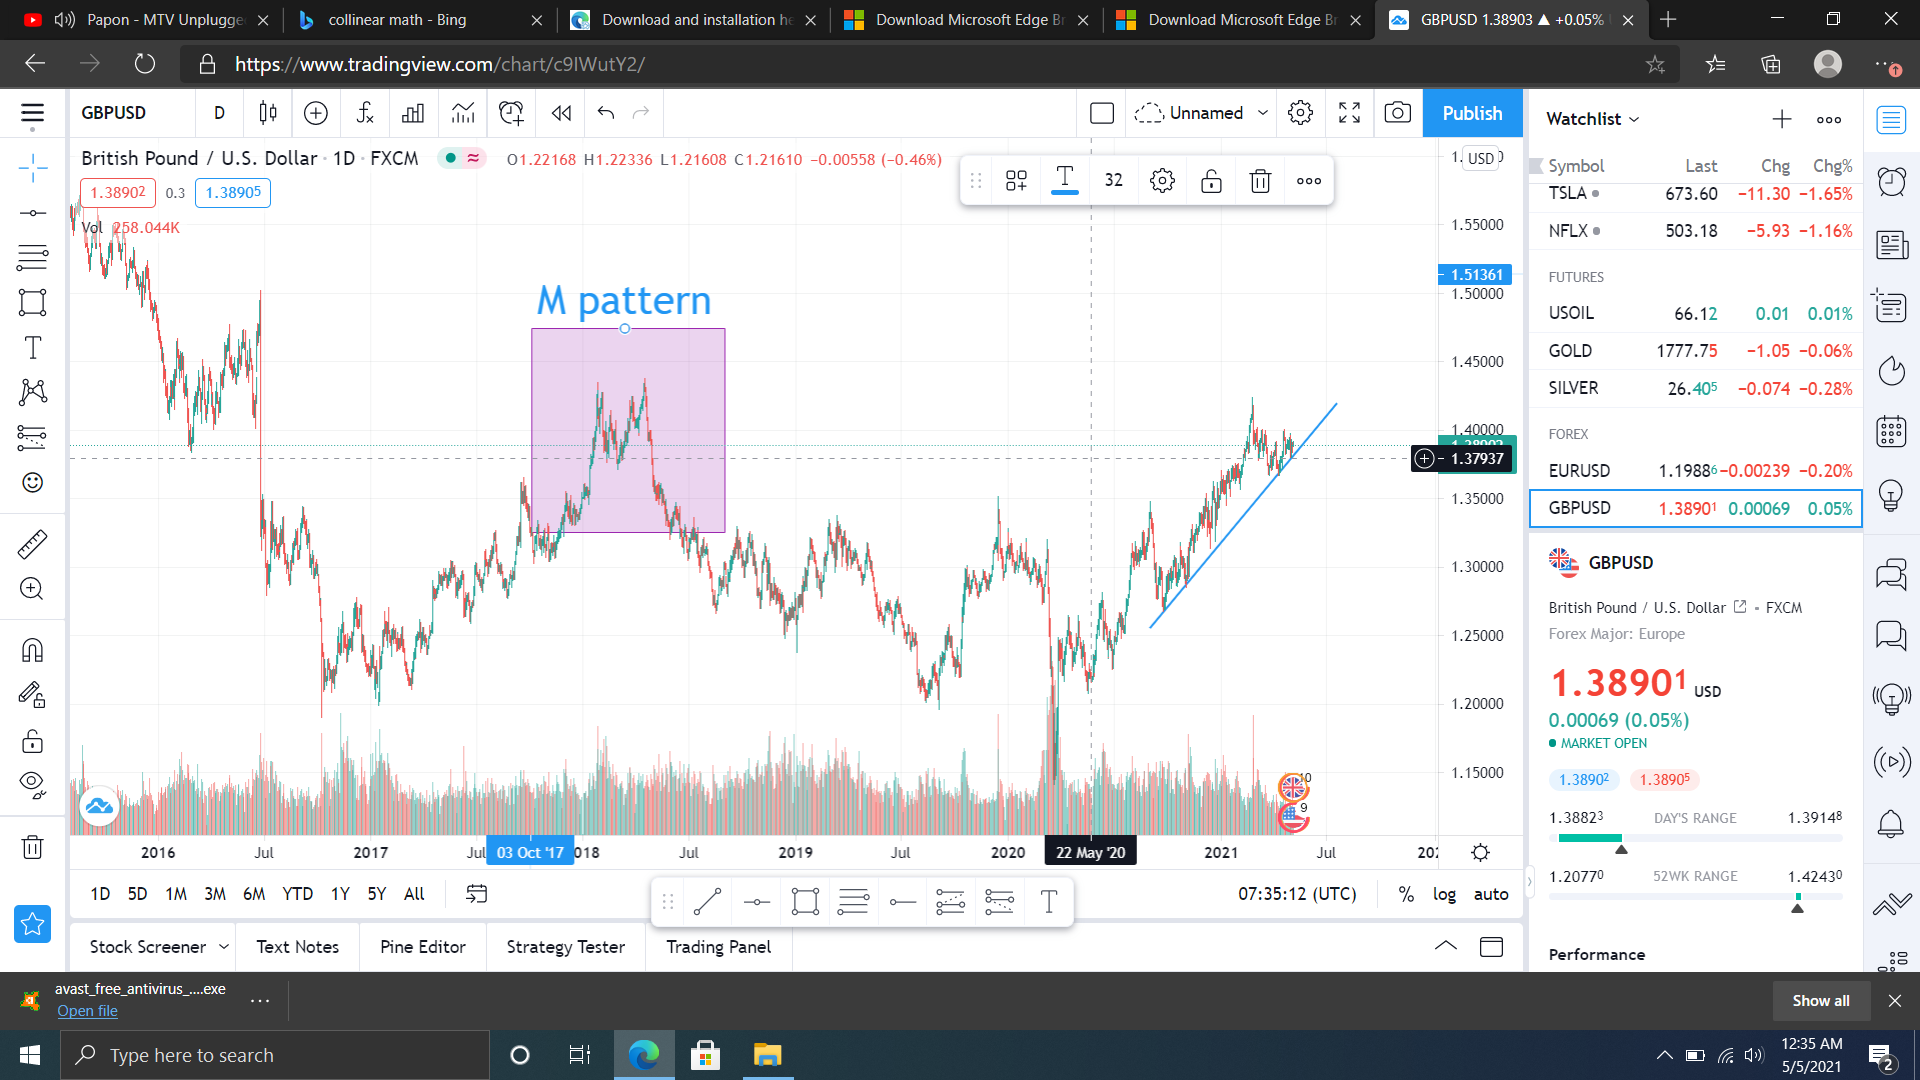 Papon - MTV Unplugge
collinear math - Bing
Download and installation he
Download Microsoft Edge Br
Download Microsoft Edge Br
GBPUSD 1.38903 ▲ +0.05%
https://www.tradingview.com/chart/c9IWutY2/
GBPUSD D
Unnamed
Publish
British Pound / U.S. Dollar · 1D · FXCM
O1.22168 H1.22336 L1.21608 C1.21610 −0.00558 (−0.46%)
1.38902 0.3 1.38905
Vol 258.044K
32
USD
M pattern
1.55000
1.51361
1.50000
1.45000
1.40000
1.37937
1.35000
1.30000
1.25000
1.20000
1.15000
10
9
2016 Jul 2017 Jul 03 Oct '17 2018 Jul 2019 Jul 2020 22 May '20 2021 Jul 202
1D 5D 1M 3M 6M YTD 1Y 5Y All
07:35:12 (UTC) % log auto
Stock Screener Text Notes Pine Editor Strategy Tester Trading Panel
Watchlist
Symbol Last Chg Chg%
TSLA 673.60 −11.30 −1.65%
NFLX 503.18 −5.93 −1.16%
FUTURES
USOIL 66.12 0.01 0.01%
GOLD 1777.75 −1.05 −0.06%
SILVER 26.405 −0.074 −0.28%
FOREX
EURUSD 1.19886 −0.00239 −0.20%
GBPUSD 1.38901 0.00069 0.05%
GBPUSD
British Pound / U.S. Dollar • FXCM
Forex Major: Europe
1.38901 USD
0.00069 (0.05%)
MARKET OPEN
1.38902 1.38905
1.38823 DAY'S RANGE 1.39148
1.20770 52WK RANGE 1.42430
Performance
avast_free_antivirus_....exe
Open file
Show all
Type here to search
12:35 AM
5/5/2021
2